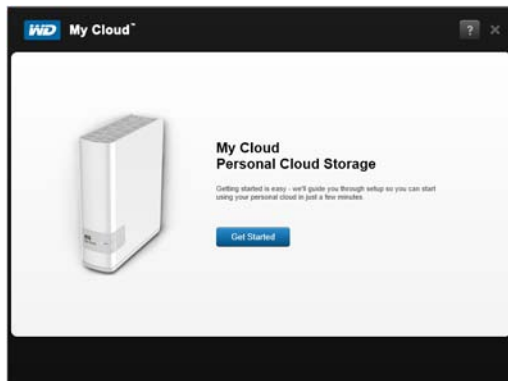 WD My Cloud™
? ×
My Cloud
Personal Cloud Storage
Getting started is easy - we'll guide you through setup so you can start
using your personal cloud in just a few minutes.
Get Started
WD